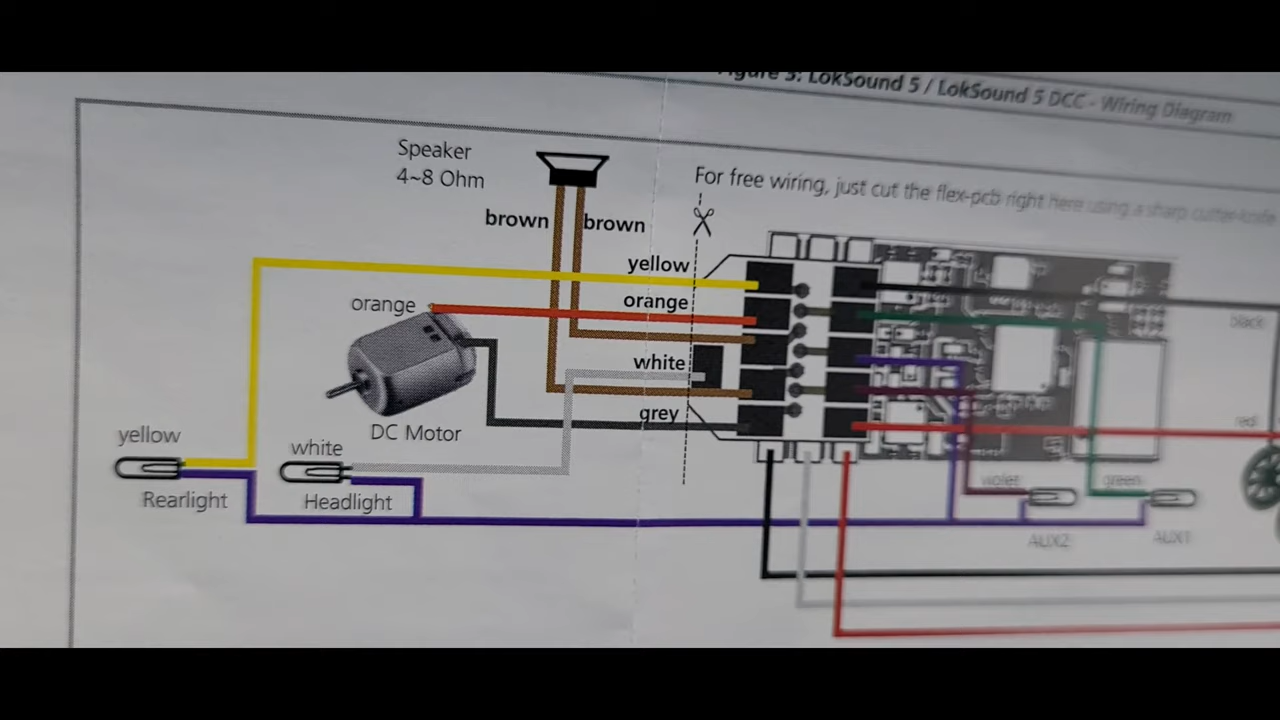 Figure 5: LokSound 5 / LokSound 5 DCC - Wiring Diagram
Speaker
4~8 Ohm
For free wiring, just cut the flex-pcb right here using a sharp cutter-knife
brown
brown
yellow
orange
orange
white
grey
DC Motor
yellow
Rearlight
white
Headlight
black
red
violet
green
AUX2
AUX1